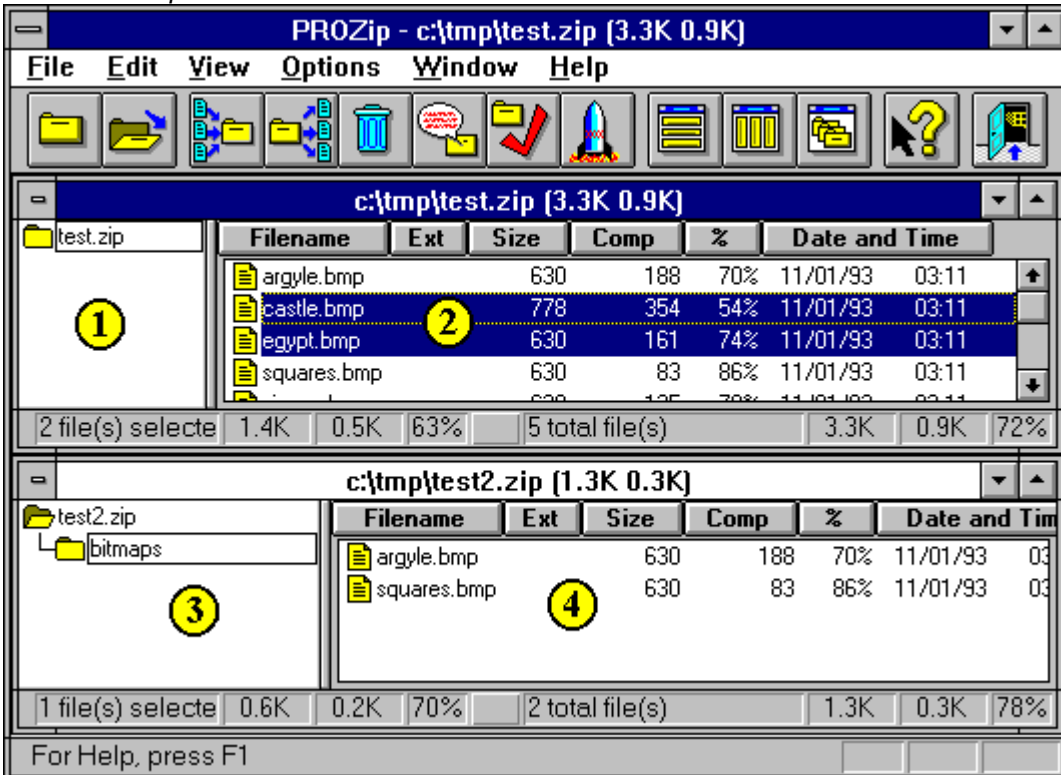 PROZip - c:\tmp\test.zip (3.3K 0.9K)
File Edit View Options Window Help
c:\tmp\test.zip (3.3K 0.9K)
test.zip Filename Ext Size Comp % Date and Time
argyle.bmp 630 188 70% 11/01/93 03:11
castle.bmp 778 354 54% 11/01/93 03:11
1 2
egypt.bmp 630 161 74% 11/01/93 03:11
squares.bmp 630 83 86% 11/01/93 03:11
2 file(s) selecte 1.4K 0.5K 63% 5 total file(s) 3.3K 0.9K 72%
c:\tmp\test2.zip (1.3K 0.3K)
test2.zip Filename Ext Size Comp % Date and Tim
bitmaps argyle.bmp 630 188 70% 11/01/93 03
squares.bmp 630 83 86% 11/01/93 03
3 4
1 file(s) selecte 0.6K 0.2K 70% 2 total file(s) 1.3K 0.3K 78%
For Help, press F1